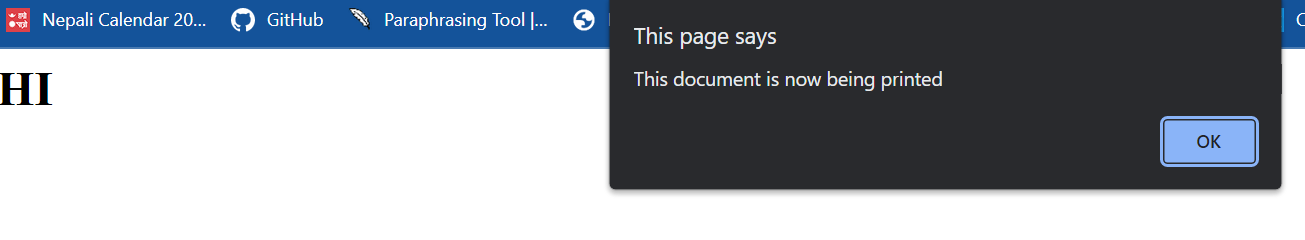 Nepali Calendar 20...
GitHub
Paraphrasing Tool |...
HI
This page says
This document is now being printed
OK